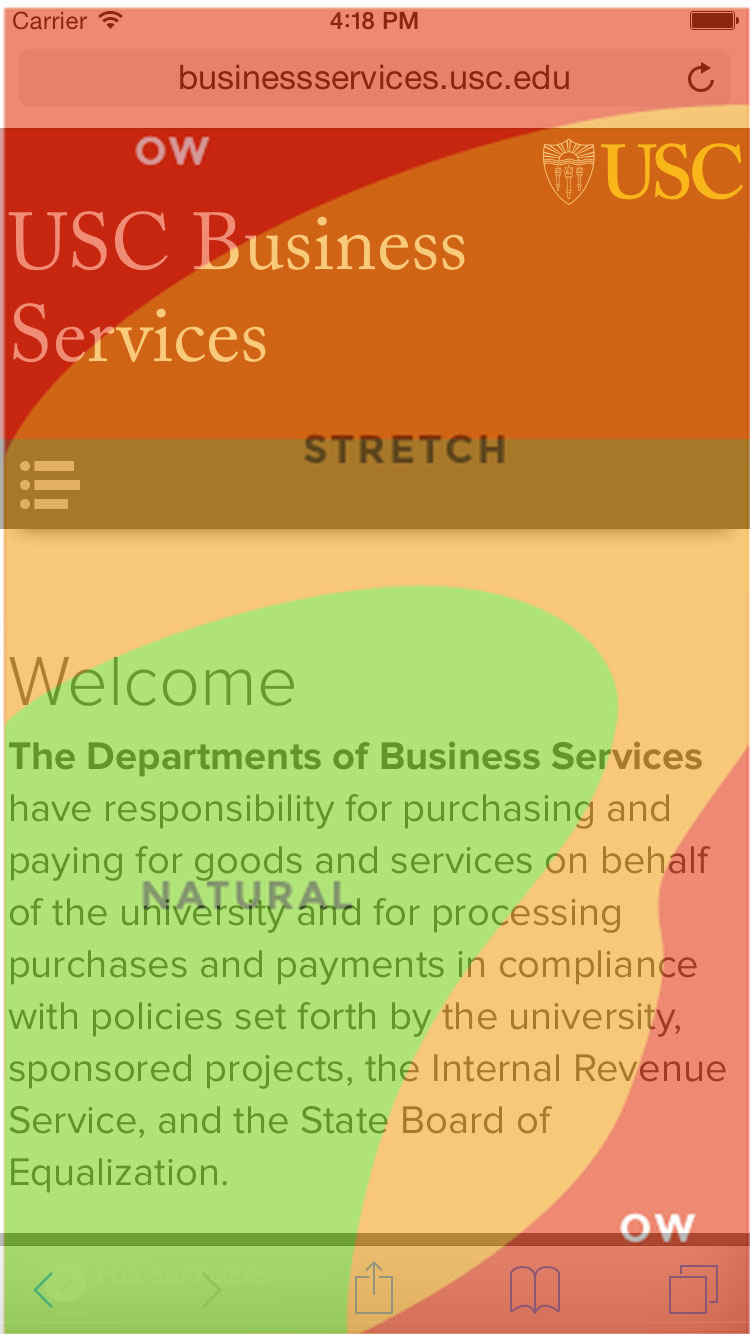 Carrier 4:18 PM
businessservices.usc.edu
OW
USC
USC Business
Services
STRETCH
Welcome
The Departments of Business Services
have responsibility for purchasing and
paying for goods and services on behalf
NATURAL
of the university and for processing
purchases and payments in compliance
with policies set forth by the university,
sponsored projects, the Internal Revenue
Service, and the State Board of
Equalization.
OW
FOR SUPPLIERS